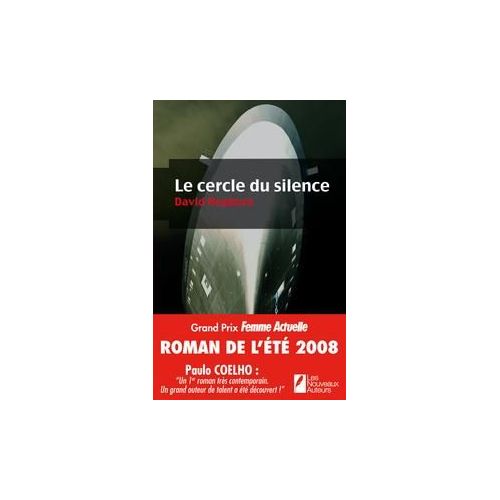 Le cercle du silence
David
Grand Prix Femme Actuelle
ROMAN DE L'ÉTÉ 2008
Paulo COELHO :
"Un 1er roman très contemporain.
Un grand auteur de talent a été découvert !"
Les
Nouveaux
Auteurs